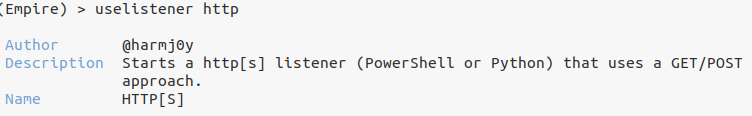 (Empire) > uselistener http
Author @harmj0y
Description Starts a http[s] listener (PowerShell or Python) that uses a GET/POST
approach.
Name HTTP[S]